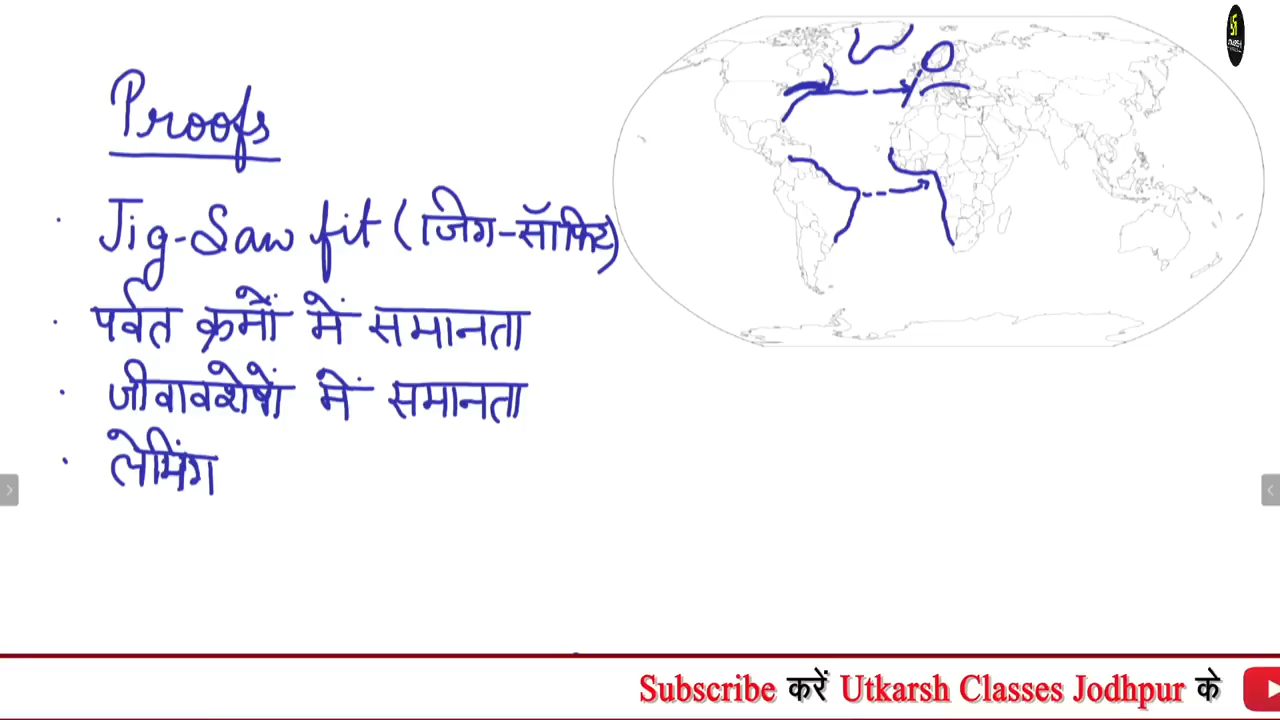 Proofs
Jig-Saw fit (जिग-सॉ फिट)
पर्वत क्रमों में समानता
जीवावशेषों में समानता
लेमिंग
Subscribe करें Utkarsh Classes Jodhpur के